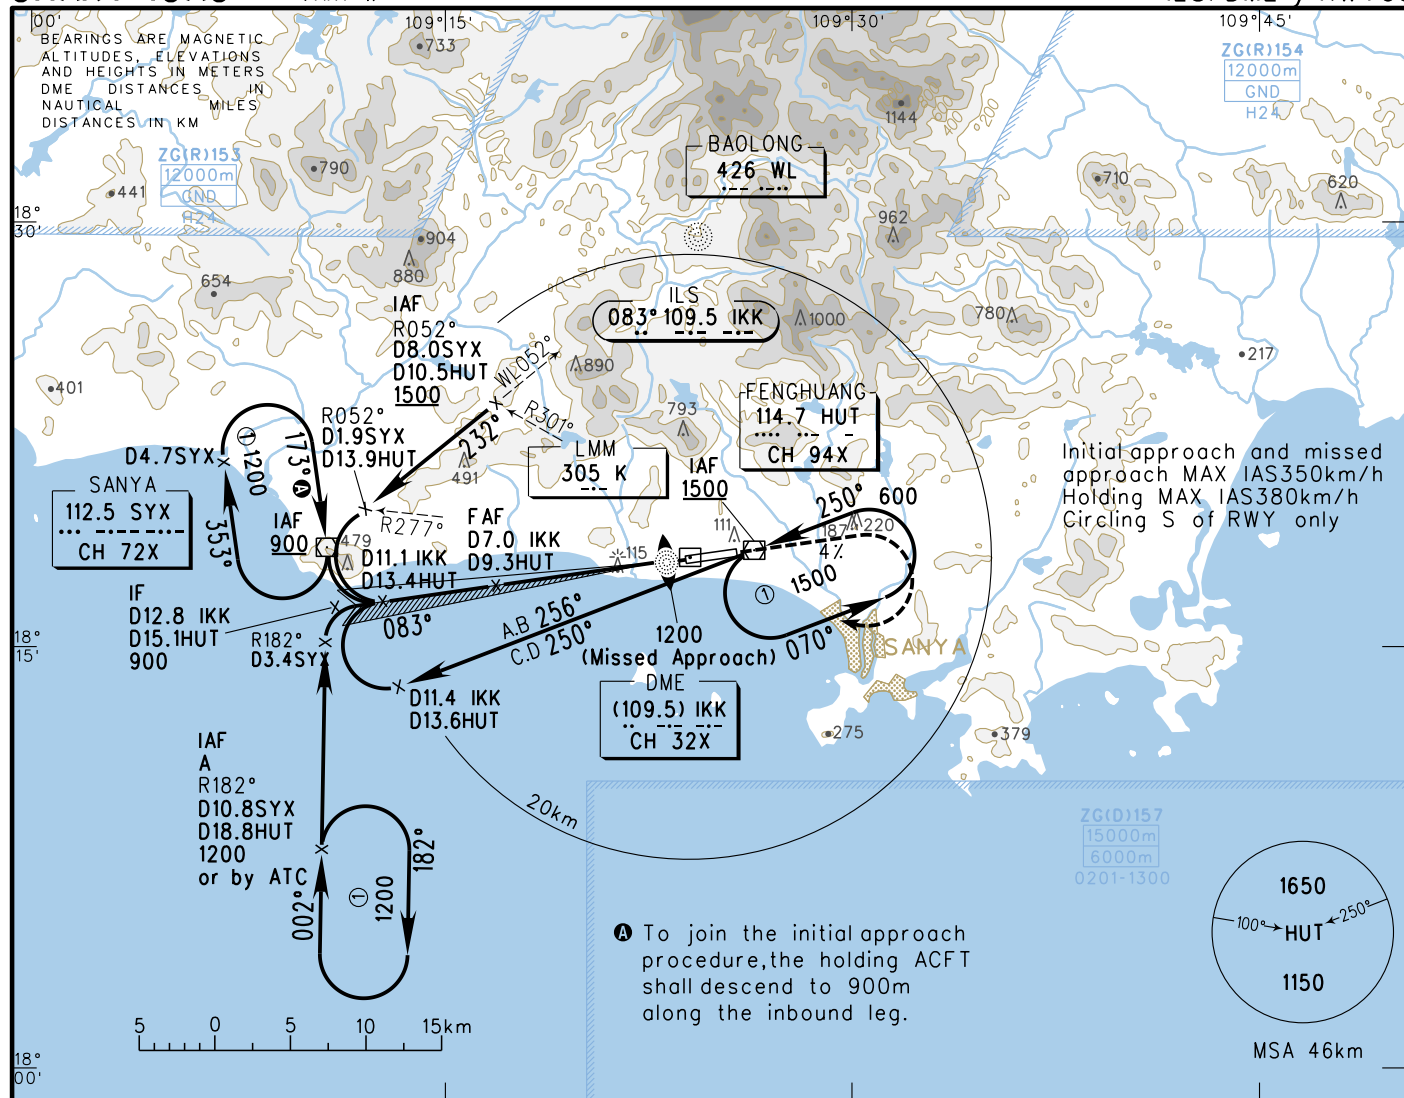 00'
109°15'
109°30'
109°45'
BEARINGS ARE MAGNETIC
ALTITUDES, ELEVATIONS
AND HEIGHTS IN METERS
DME DISTANCES IN
NAUTICAL MILES
DISTANCES IN KM
733
ZG(R)154
12000m
GND
H24
1144
BAOLONG
426 WL
ZG(R)153
12000m
GND
H24
790
441
710
620
18°
30'
962
904
880
654
IAF
R052°
D8.0SYX
D10.5HUT
1500
ILS
083° 109.5 IKK
1000
780
217
WL052°
890
401
R301°
232°
793
FENGHUANG
114.7 HUT
CH 94X
R052°
D1.9SYX
D13.9HUT
1
1200
173° A
D4.7SYX
LMM
305 K
491
IAF
1500
Initial approach and missed
approach MAX IAS350km/h
Holding MAX IAS380km/h
Circling S of RWY only
SANYA
112.5 SYX
CH 72X
353°
IAF
900
479
R277°
FAF
D7.0 IKK
D9.3HUT
D11.1 IKK
D13.4HUT
115
111
250°
600
187
220
4%
1500
1
IF
D12.8 IKK
D15.1HUT
900
R182°
D3.4SYX
083°
A.B 256°
C.D 250°
1200
(Missed Approach)
070°
SANYA
18°
15'
D11.4 IKK
D13.6HUT
DME
(109.5) IKK
CH 32X
275
379
20km
IAF
A
R182°
D10.8SYX
D18.8HUT
1200
or by ATC
182°
002°
1
1200
ZG(D)157
15000m
6000m
0201-1300
A To join the initial approach
procedure,the holding ACFT
shall descend to 900m
along the inbound leg.
1650
100°
HUT
250°
1150
MSA 46km
5 0 5 10 15km
18°
00'